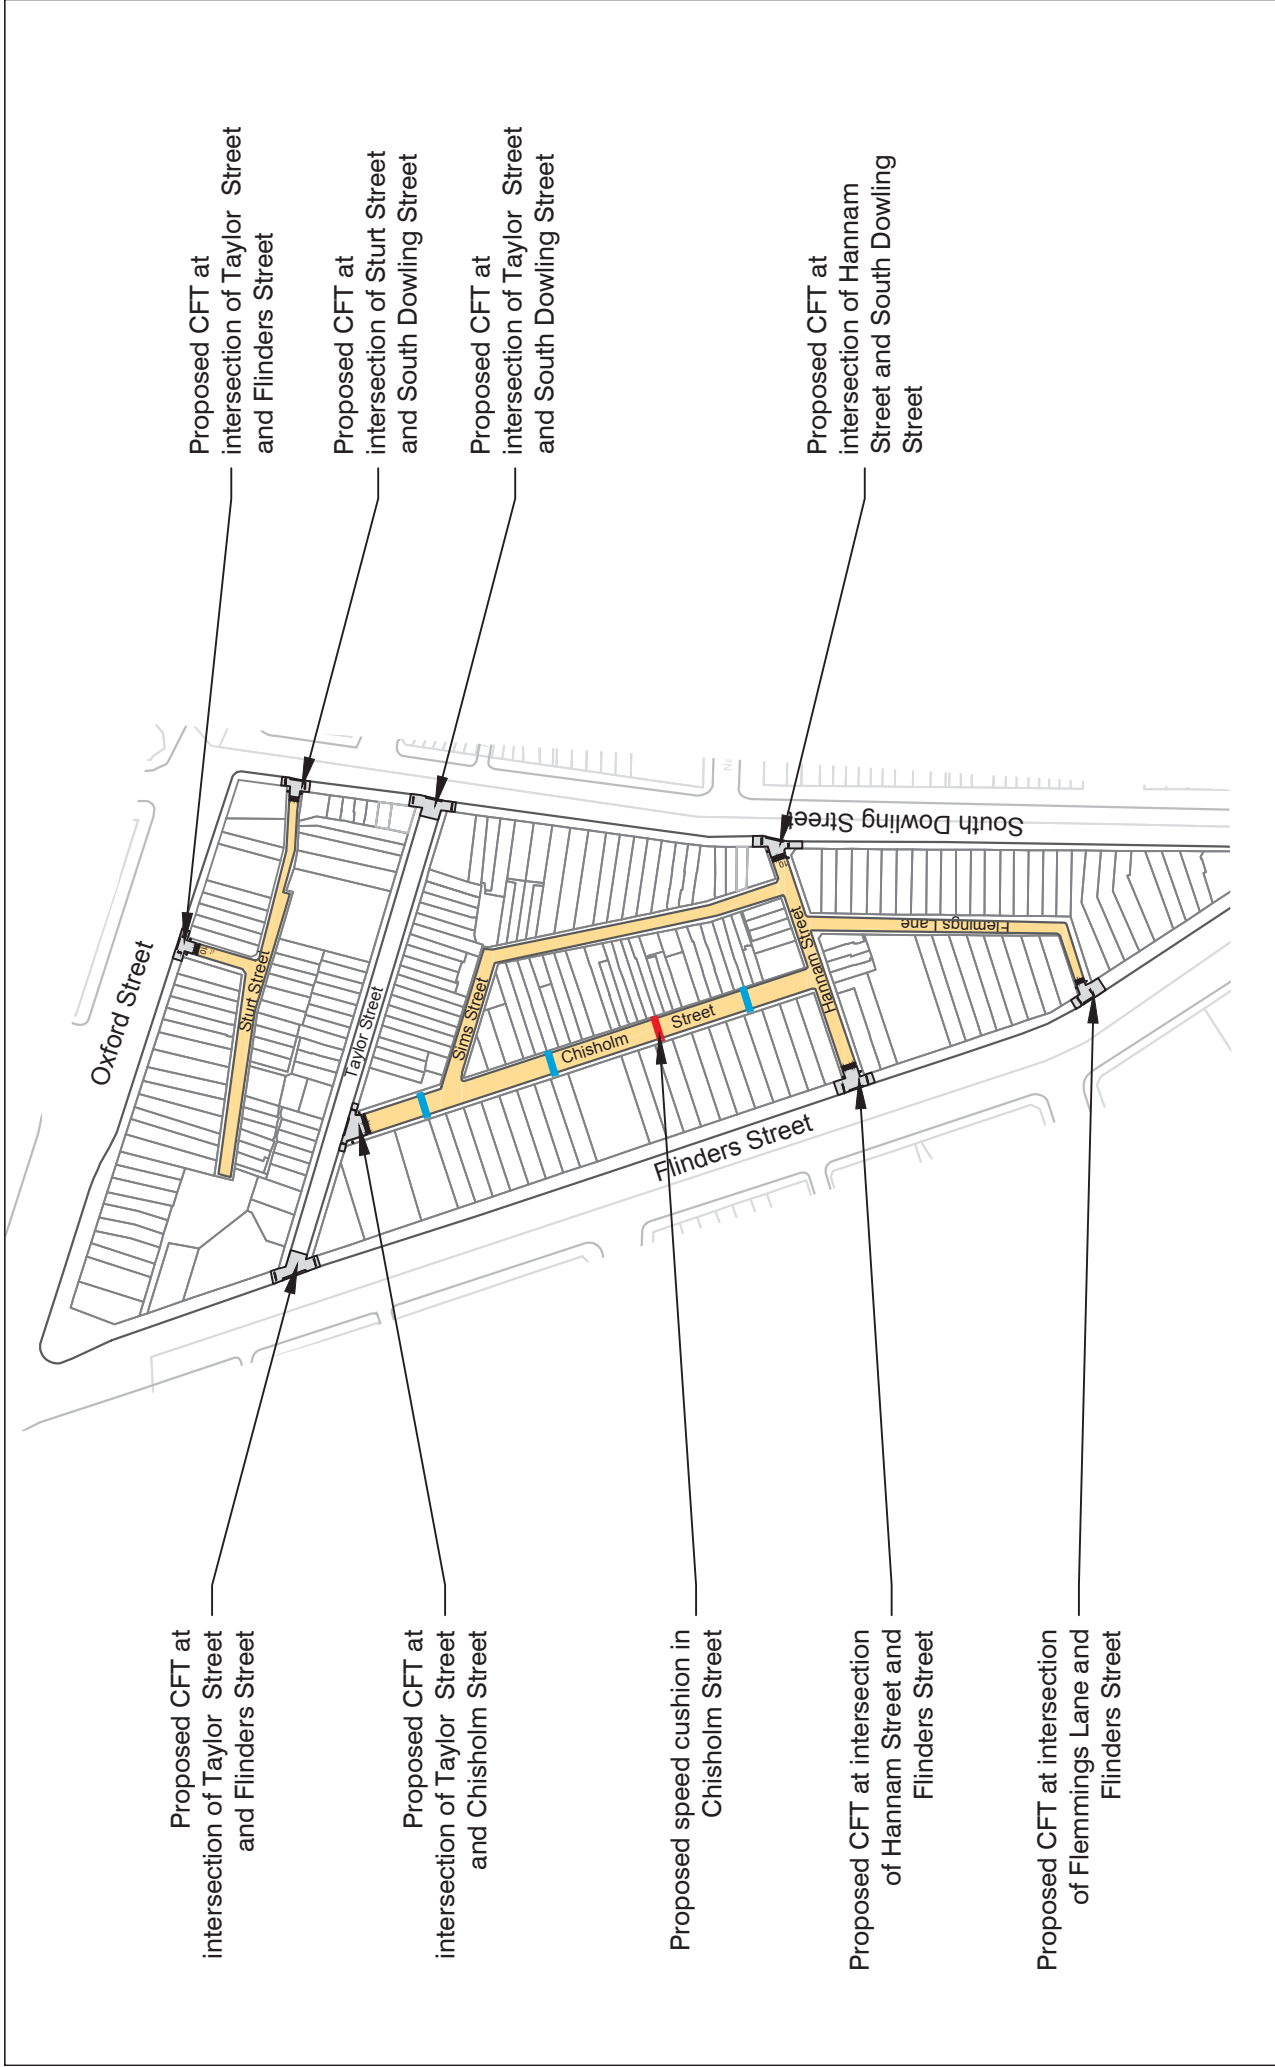 Proposed CFT at
intersection of Taylor Street
and Flinders Street
Proposed CFT at
intersection of Taylor Street
and Chisholm Street
Proposed speed cushion in
Chisholm Street
Proposed CFT at intersection
of Hannam Street and
Flinders Street
Proposed CFT at intersection
of Flemmings Lane and
Flinders Street
Oxford Street
Sturt Street
Taylor Street
Sims Street
Chisholm
Street
Hannam Street
Flemings Lane
Flinders Street
South Dowling Street
Proposed CFT at
intersection of Taylor Street
and Flinders Street
Proposed CFT at
intersection of Sturt Street
and South Dowling Street
Proposed CFT at
intersection of Taylor Street
and South Dowling Street
Proposed CFT at
intersection of Hannam
Street and South Dowling
Street